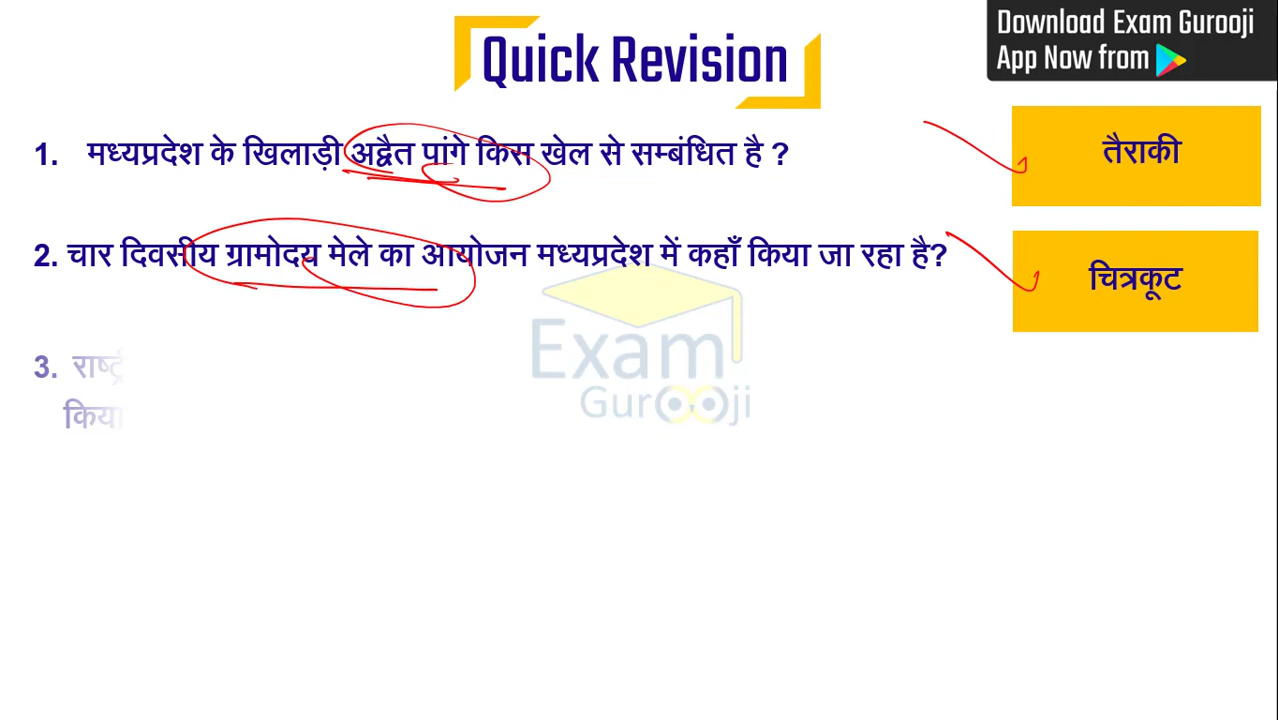 Quick Revision
Download Exam Gurooji
App Now from
1. मध्यप्रदेश के खिलाड़ी अद्वैत पांगे किस खेल से सम्बंधित है ?
तैराकी
2. चार दिवसीय ग्रामोदय मेले का आयोजन मध्यप्रदेश में कहाँ किया जा रहा है?
चित्रकूट
Exam
Gurooji
3.